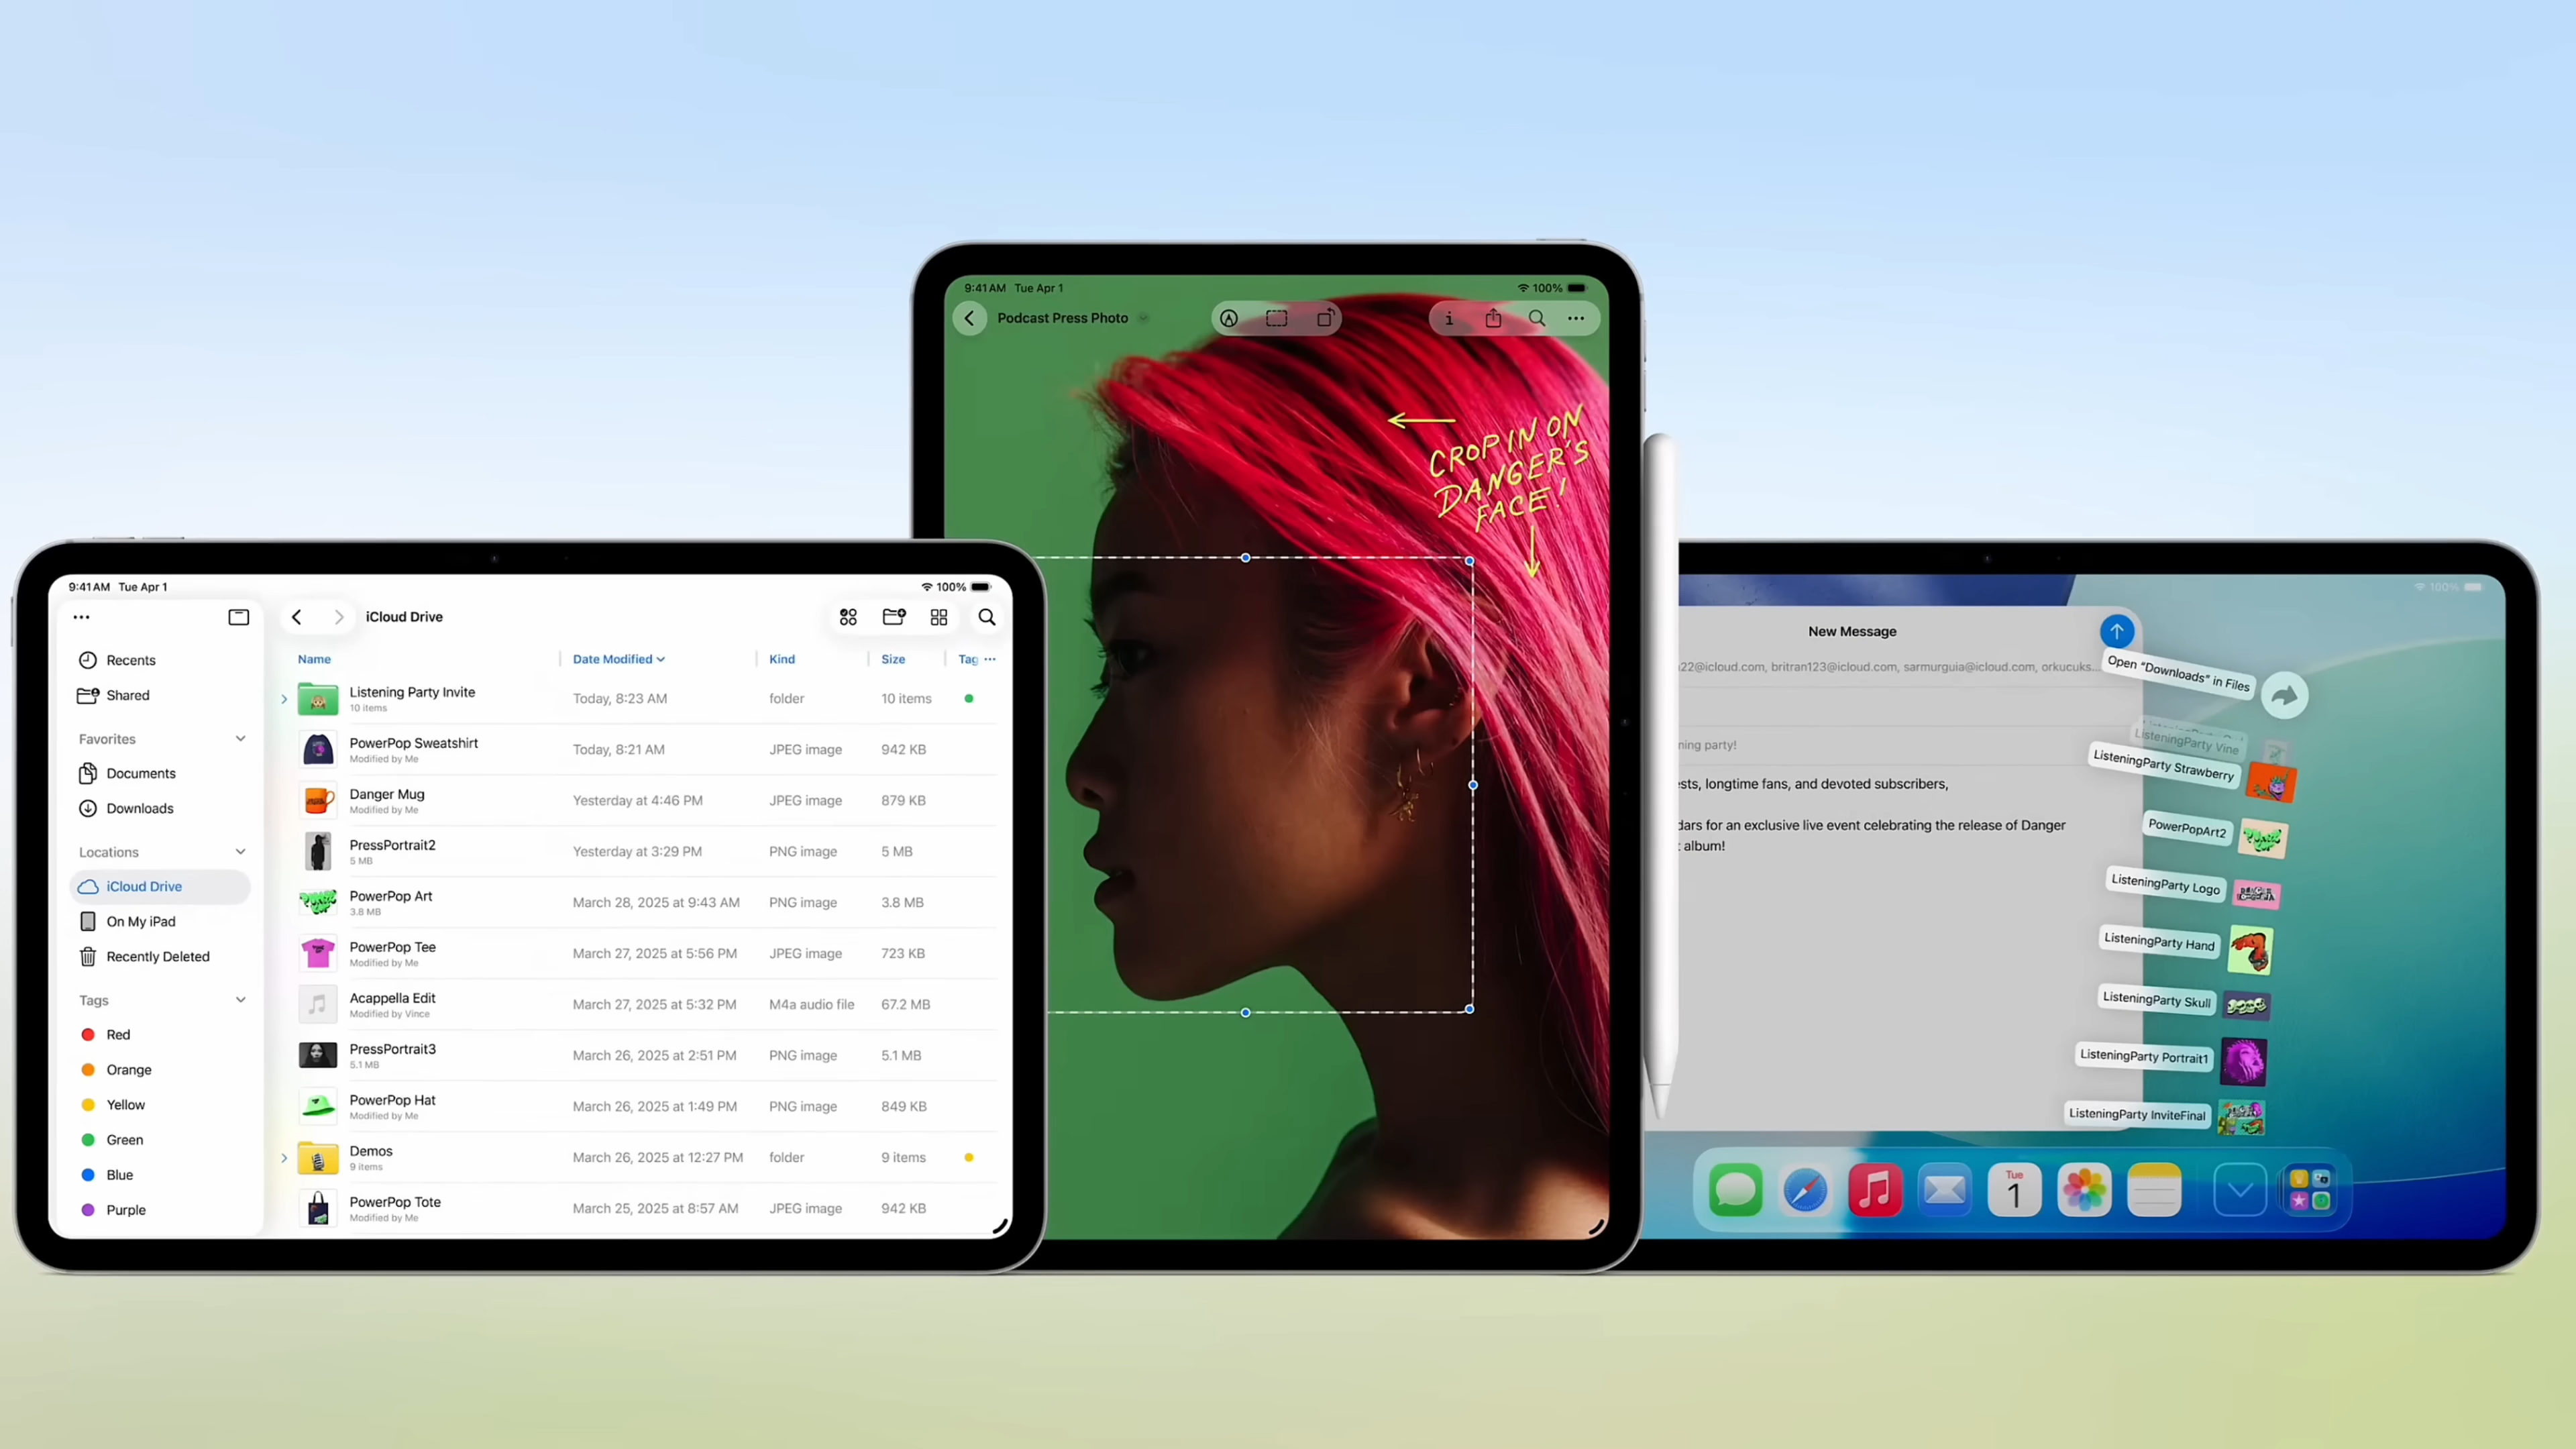 9:41 AM Tue Apr 1
100%
Podcast Press Photo
CROP IN ON
DANGER'S
FACE!
9:41 AM Tue Apr 1
100%
iCloud Drive
Recents
Shared
Favorites
Documents
Downloads
Locations
iCloud Drive
On My iPad
Recently Deleted
Tags
Red
Orange
Yellow
Green
Blue
Purple
Name Date Modified Kind Size Tag
Listening Party Invite Today, 8:23 AM folder 10 items
10 items
PowerPop Sweatshirt Today, 8:21 AM JPEG image 942 KB
Modified by Me
Danger Mug Yesterday at 4:46 PM JPEG image 879 KB
Modified by Me
PressPortrait2 Yesterday at 3:29 PM PNG image 5 MB
5 MB
PowerPop Art March 28, 2025 at 9:43 AM PNG image 3.8 MB
3.8 MB
PowerPop Tee March 27, 2025 at 5:56 PM JPEG image 723 KB
Modified by Me
Acappella Edit March 27, 2025 at 5:32 PM M4a audio file 67.2 MB
Modified by Vince
PressPortrait3 March 26, 2025 at 2:51 PM PNG image 5.1 MB
5.1 MB
PowerPop Hat March 26, 2025 at 1:49 PM PNG image 849 KB
Modified by Me
Demos March 26, 2025 at 12:27 PM folder 9 items
9 items
PowerPop Tote March 25, 2025 at 8:57 AM JPEG image 942 KB
Modified by Me
100%
New Message
22@icloud.com, britran123@icloud.com, sarmurguia@icloud.com, orkucuks...
ning party!
sts, longtime fans, and devoted subscribers,
dars for an exclusive live event celebrating the release of Danger
album!
Open "Downloads" in Files
ListeningParty Vine
ListeningParty Strawberry
PowerPopArt2
ListeningParty Logo
ListeningParty Hand
ListeningParty Skull
ListeningParty Portrait1
ListeningParty InviteFinal
Tue
1